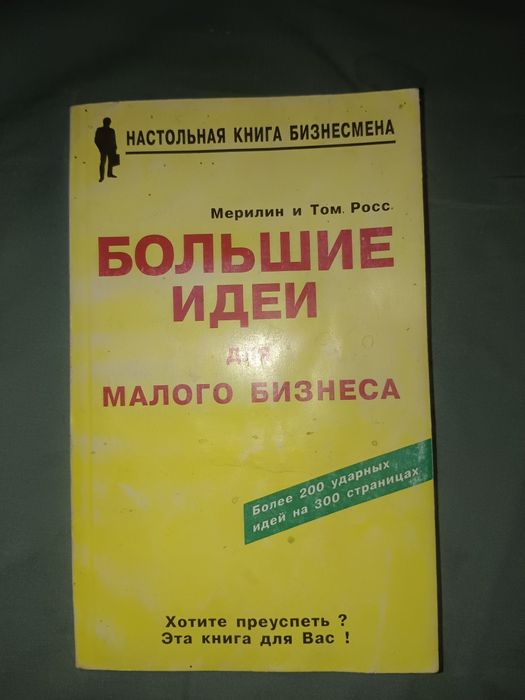 НАСТОЛЬНАЯ КНИГА БИЗНЕСМЕНА
Мерилин и Том Росс
БОЛЬШИЕ
ИДЕИ
для
МАЛОГО БИЗНЕСА
Более 200 ударных
идей на 300 страницах
Хотите преуспеть ?
Эта книга для Вас !